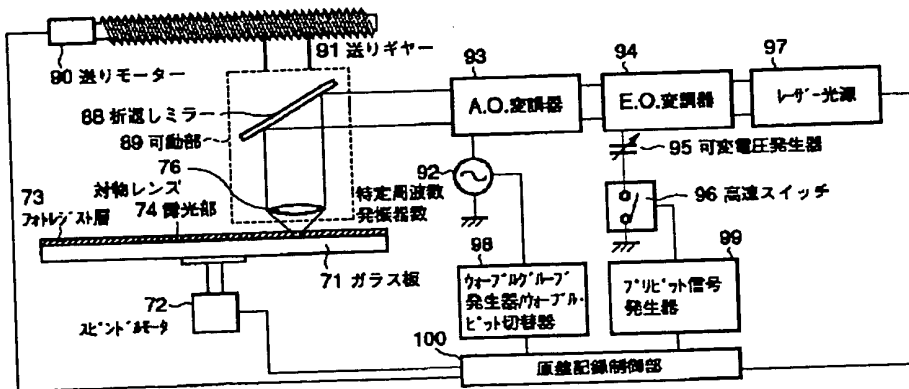 91 送りギヤー
90 送りモーター
93
94
97
88 折返しミラー
89 可動部
A.O.変調器
E.O.変調器
レーザー光源
76
対物レンズ
92
特定周波数
発振器数
95 可変電圧発生器
96 高速スイッチ
73
フォトレジスト層
74 露光部
71 ガラス板
98
ウォーブルグルーブ
発生器/ウォーブル・
ピット切替器
99
プリピット信号
発生器
72
スピンドルモータ
100
原盤記録制御部